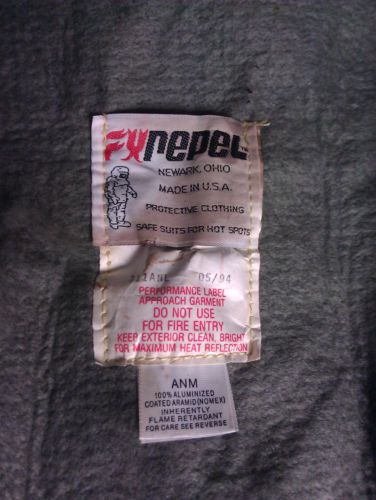 Fyrepel™
NEWARK, OHIO
MADE IN U.S.A.
PROTECTIVE CLOTHING
SAFE SUITS FOR HOT SPOTS
05/94
PERFORMANCE LABEL
APPROACH GARMENT
DO NOT USE
FOR FIRE ENTRY
KEEP EXTERIOR CLEAN, BRIGHT
FOR MAXIMUM HEAT REFLECTION
ANM
100% ALUMINIZED
COATED ARAMID (NOMEX)
INHERENTLY
FLAME RETARDANT
FOR CARE SEE REVERSE